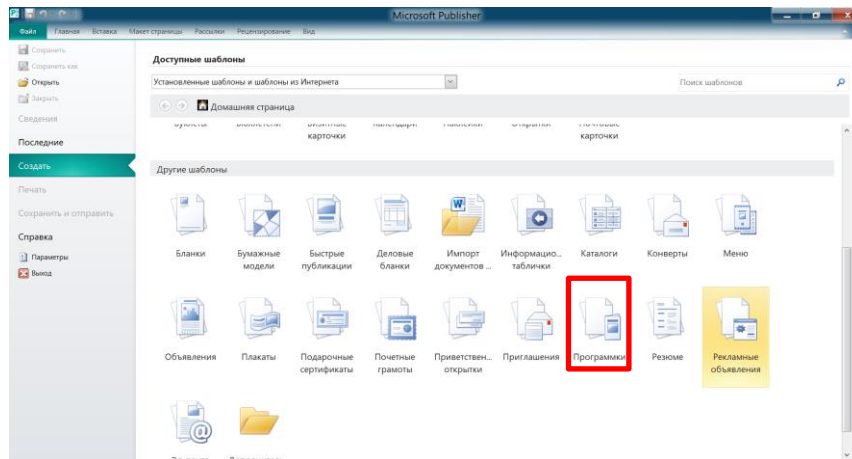 Microsoft Publisher
Файл Главная Вставка Макет страницы Рассылки Рецензирование Вид
Сохранить
Сохранить как
Открыть
Закрыть
Сведения
Последние
Создать
Печать
Сохранить и отправить
Справка
Параметры
Выход
Доступные шаблоны
Установленные шаблоны и шаблоны из Интернета
Поиск шаблонов
Домашняя страница
карточки карточки
Другие шаблоны
Бланки Бумажные Быстрые Деловые Импорт Информацио... Каталоги Конверты Меню
модели публикации бланки документов ... таблички
Объявления Плакаты Подарочные Почетные Приветствен... Приглашения Программки Резюме Рекламные
сертификаты грамоты открытки объявления